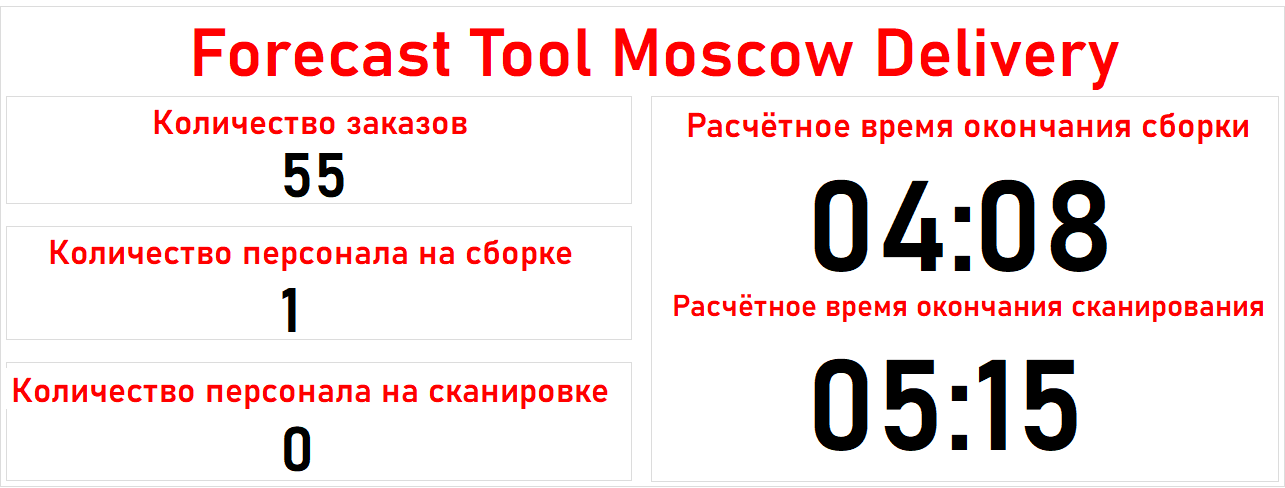 Forecast Tool Moscow Delivery
Количество заказов
55
Количество персонала на сборке
1
Количество персонала на сканировке
0
Расчётное время окончания сборки
04:08
Расчётное время окончания сканирования
05:15